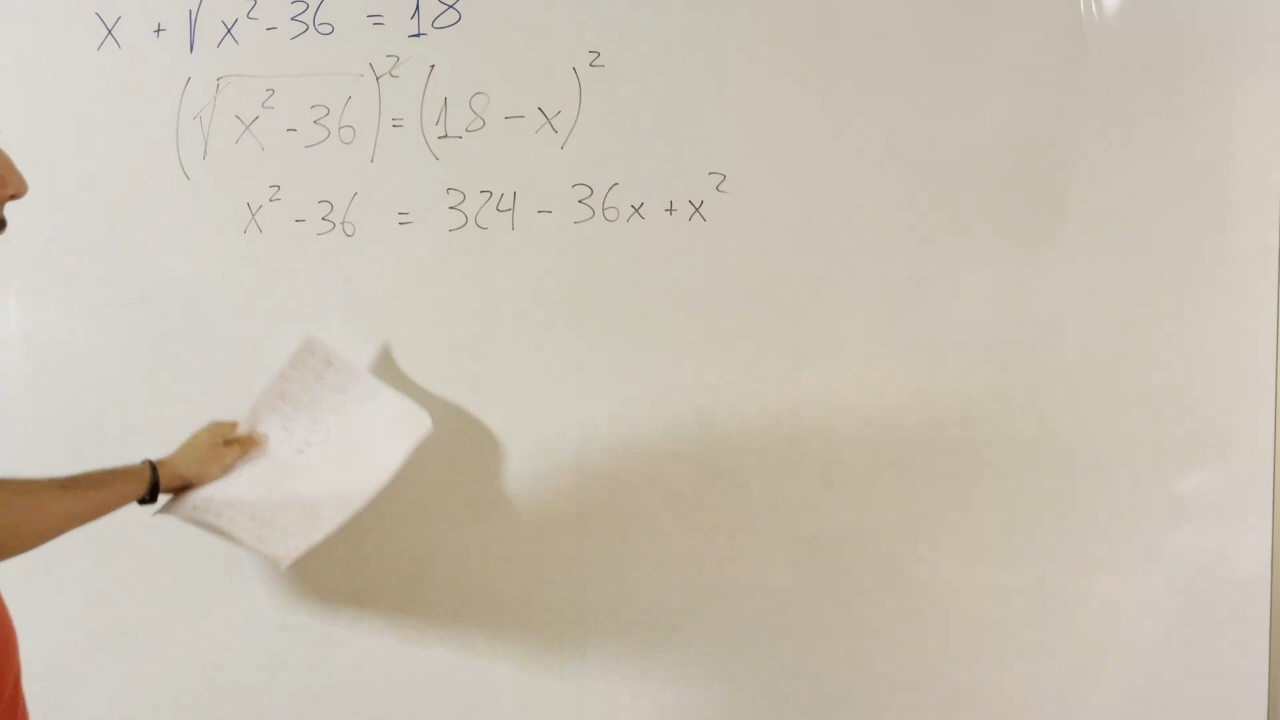 x + √x²-36 = 18
(√x²-36)² = (18-x)²
x²-36 = 324 - 36x + x²